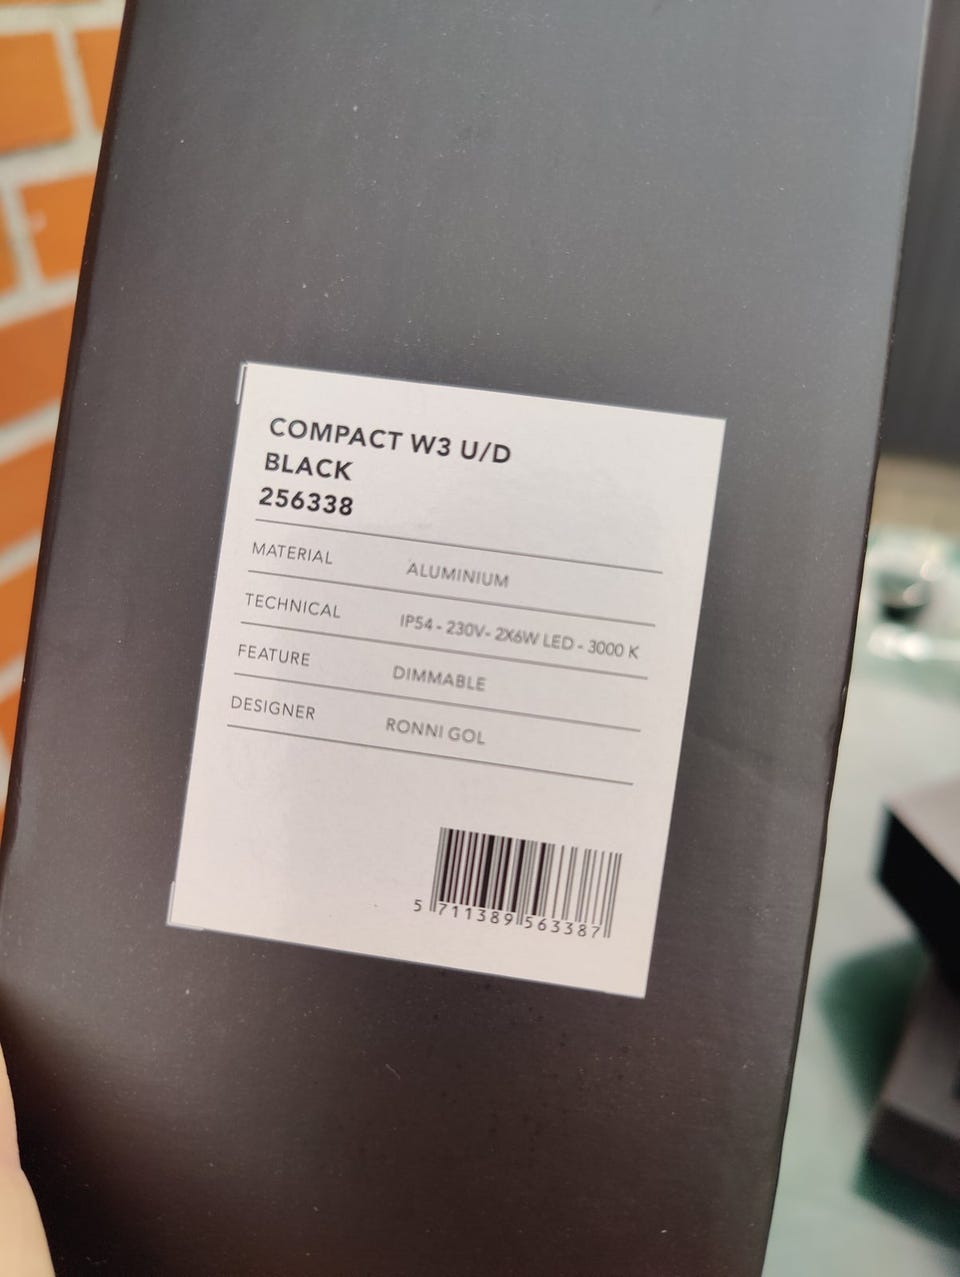 COMPACT W3 U/D
BLACK
256338
MATERIAL ALUMINIUM
TECHNICAL IP54 - 230V- 2X6W LED - 3000 K
FEATURE DIMMABLE
DESIGNER RONNI GOL
5 711389 563387